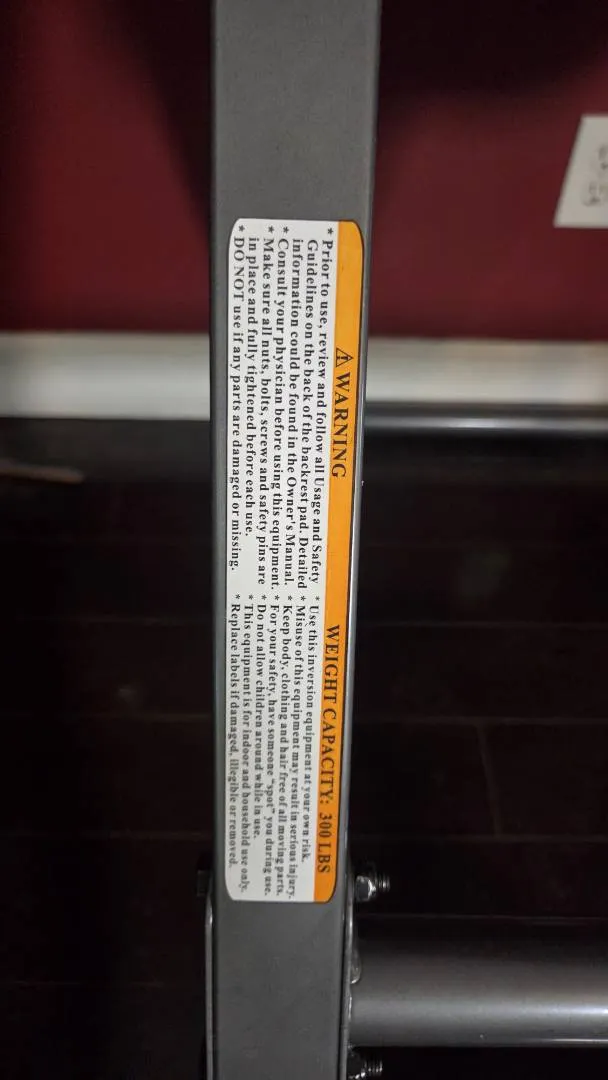 ⚠ WARNING
* Prior to use, review and follow all Usage and Safety
Guidelines on the back of the backrest pad. Detailed
information could be found in the Owner's Manual.
* Consult your physician before using this equipment.
* Make sure all nuts, bolts, screws and safety pins are
in place and fully tightened before each use.
* DO NOT use if any parts are damaged or missing.
WEIGHT CAPACITY: 300 LBS
* Use this inversion equipment at your own risk.
* Misuse of this equipment may result in serious injury.
* Keep body, clothing and hair free of all moving parts.
* For your safety, have someone "spot" you during use.
* Do not allow children around while in use.
* This equipment is for indoor and household use only.
* Replace labels if damaged, illegible or removed.